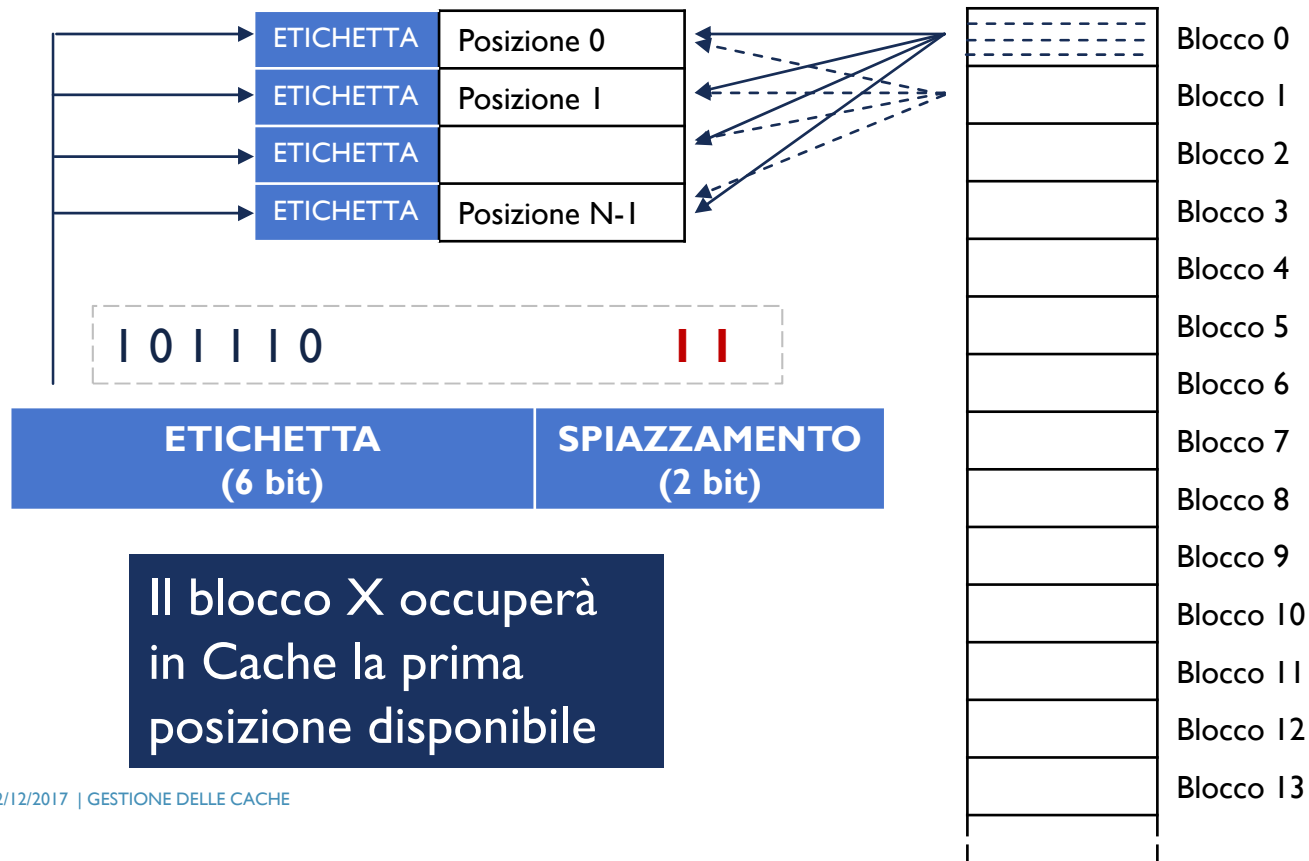 ETICHETTA Posizione 0
ETICHETTA Posizione 1
ETICHETTA
ETICHETTA Posizione N-1
1 0 1 1 1 0 1 1
ETICHETTA
(6 bit)
SPIAZZAMENTO
(2 bit)
Il blocco X occuperà
in Cache la prima
posizione disponibile
2/12/2017 | GESTIONE DELLE CACHE
Blocco 0
Blocco 1
Blocco 2
Blocco 3
Blocco 4
Blocco 5
Blocco 6
Blocco 7
Blocco 8
Blocco 9
Blocco 10
Blocco 11
Blocco 12
Blocco 13